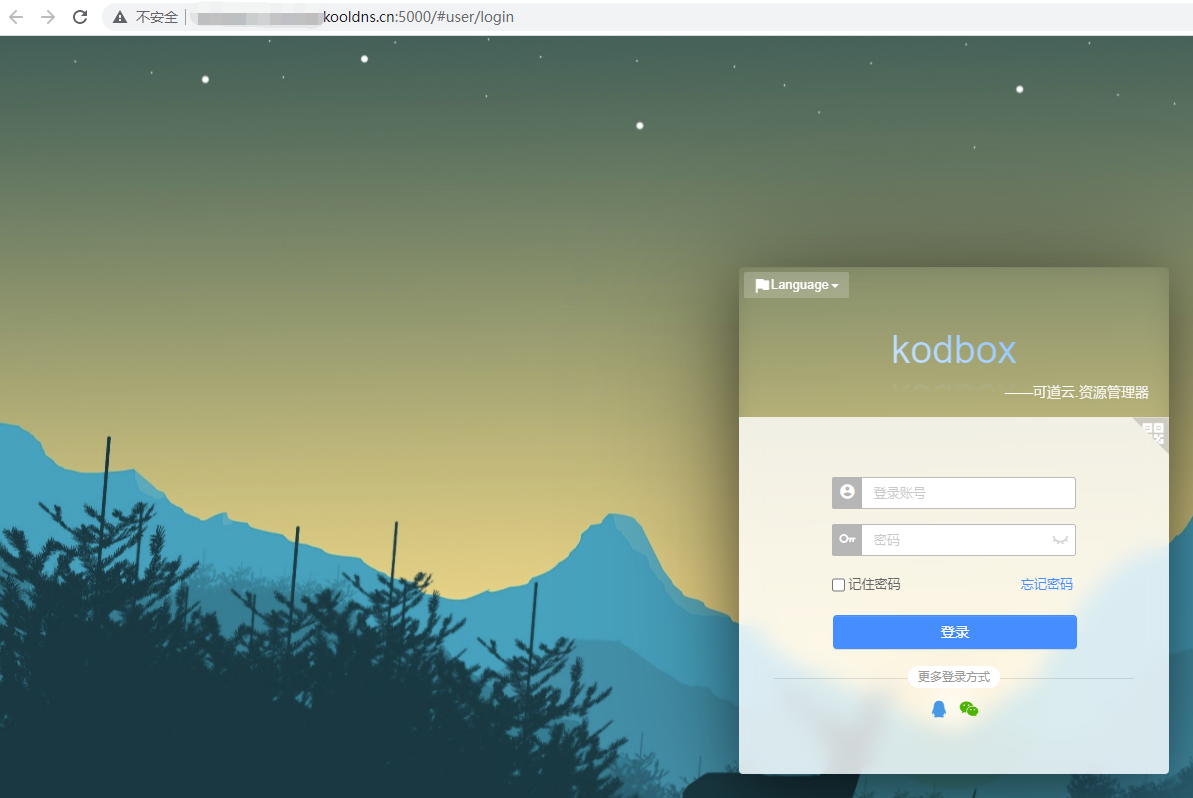 不安全 kooldns.cn:5000/#user/login
Language
kodbox
——可道云.资源管理器
登录账号
密码
记住密码 忘记密码
登录
更多登录方式